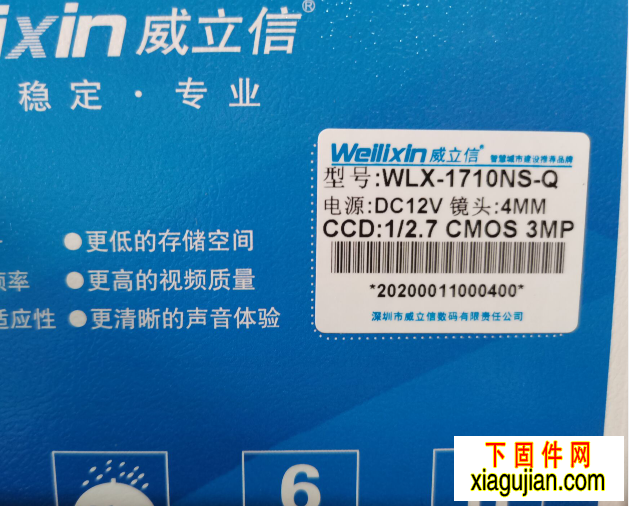 lixin 威立信®
稳定·专业
更低的存储空间
频率 更高的视频质量
适应性 更清晰的声音体验
Wellixin 威立信® 智慧城市建设推荐品牌
型号:WLX-1710NS-Q
电源:DC12V 镜头:4MM
CCD:1/2.7 CMOS 3MP
*20200011000400*
深圳市威立信数码有限责任公司
6
下固件网
xiagujian.com